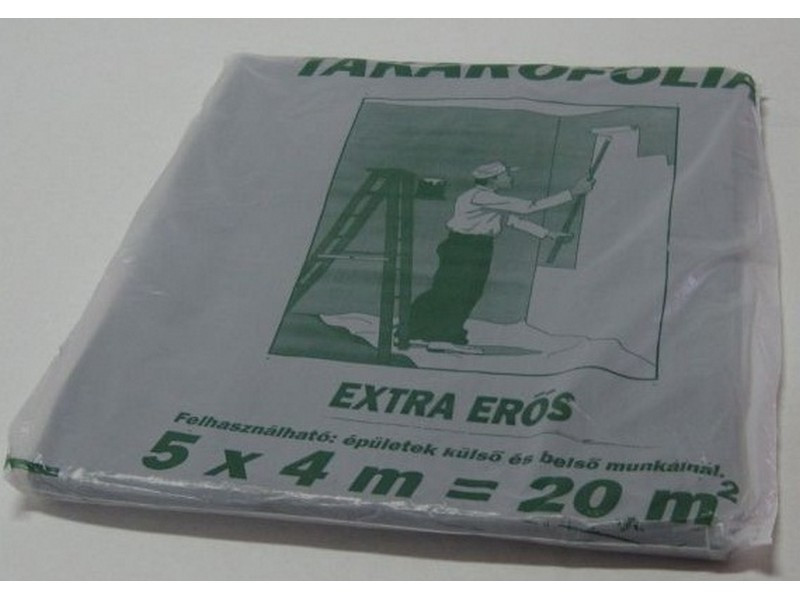 TAKARÓFÓLIA
EXTRA ERŐS
Felhasználható: épületek külső és belső munkáinál.
5 x 4 m = 20 m²